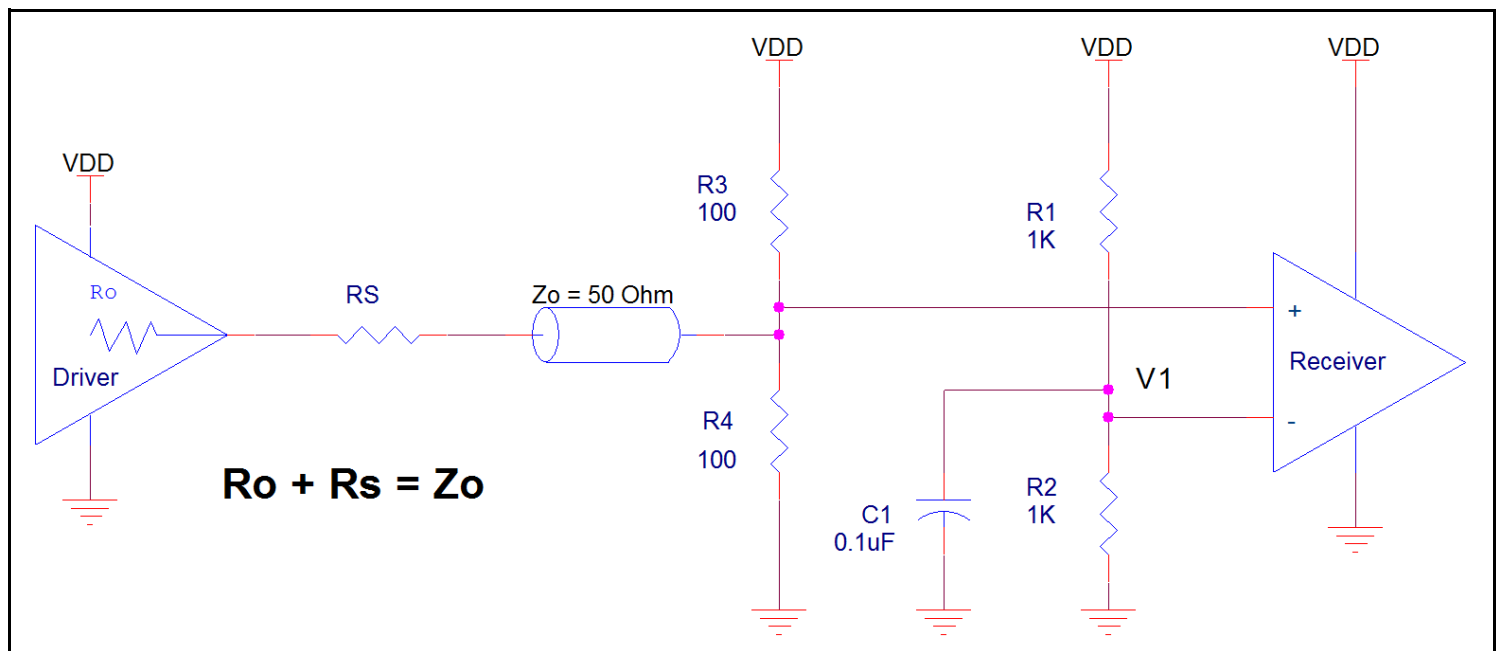 VDD
VDD
VDD
VDD
R3
100
R1
1K
Ro
RS
Zo = 50 Ohm
+
Driver
Receiver
V1
-
R4
100
Ro + Rs = Zo
R2
1K
C1
0.1uF